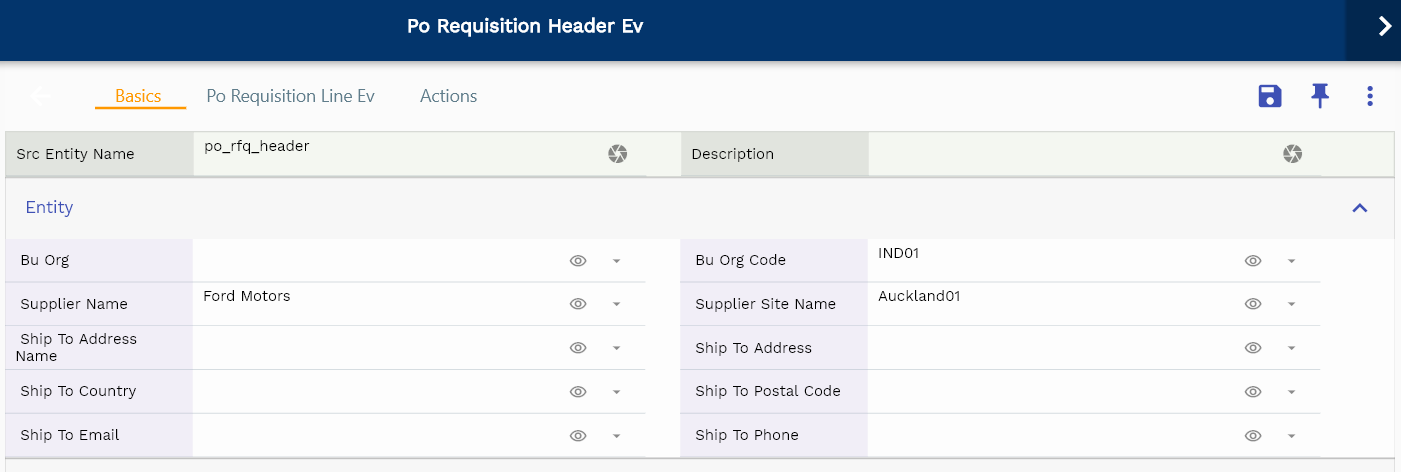 Po Requisition Header Ev
Basics Po Requisition Line Ev Actions
Src Entity Name po_rfq_header Description
Entity
Bu Org Bu Org Code IND01
Supplier Name Ford Motors Supplier Site Name Auckland01
Ship To Address
Name
Ship To Address
Ship To Country Ship To Postal Code
Ship To Email Ship To Phone